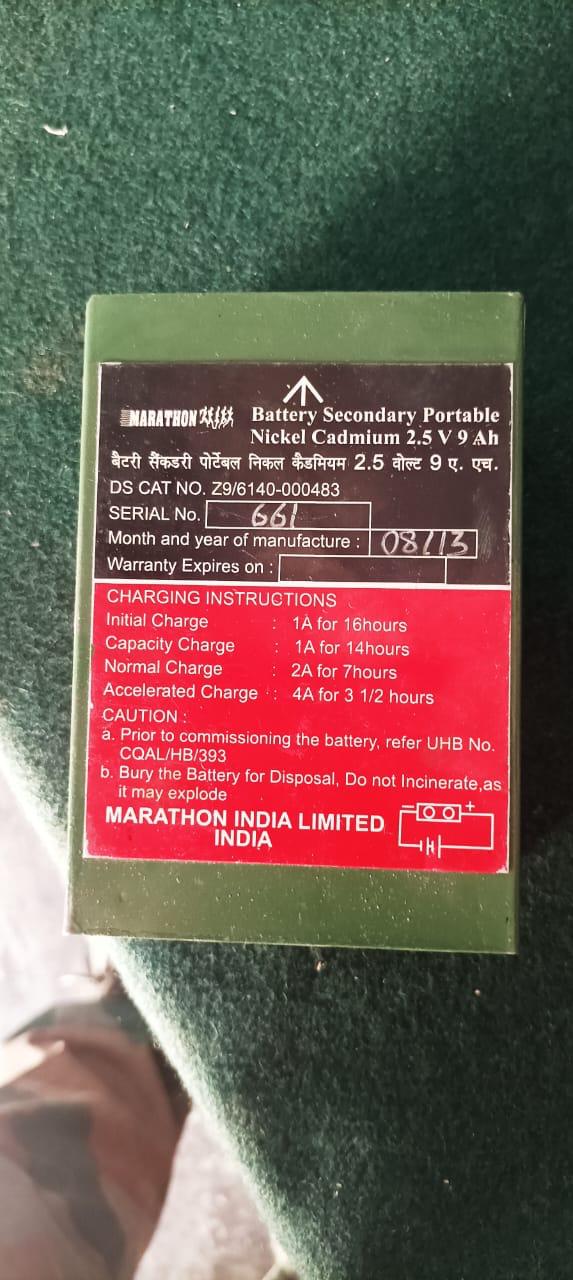 MARATHON
Battery Secondary Portable
Nickel Cadmium 2.5 V 9 Ah
बैटरी सैंकडरी पोर्टेबल निकल कैडमियम 2.5 वोल्ट 9 ए. एच.
DS CAT NO. Z9/6140-000483
SERIAL No. 661
Month and year of manufacture : 08/13
Warranty Expires on :
CHARGING INSTRUCTIONS
Initial Charge : 1A for 16hours
Capacity Charge : 1A for 14hours
Normal Charge : 2A for 7hours
Accelerated Charge : 4A for 3 1/2 hours
CAUTION :
a. Prior to commissioning the battery, refer UHB No.
CQAL/HB/393
b. Bury the Battery for Disposal, Do not Incinerate,as
it may explode
MARATHON INDIA LIMITED
INDIA
− +